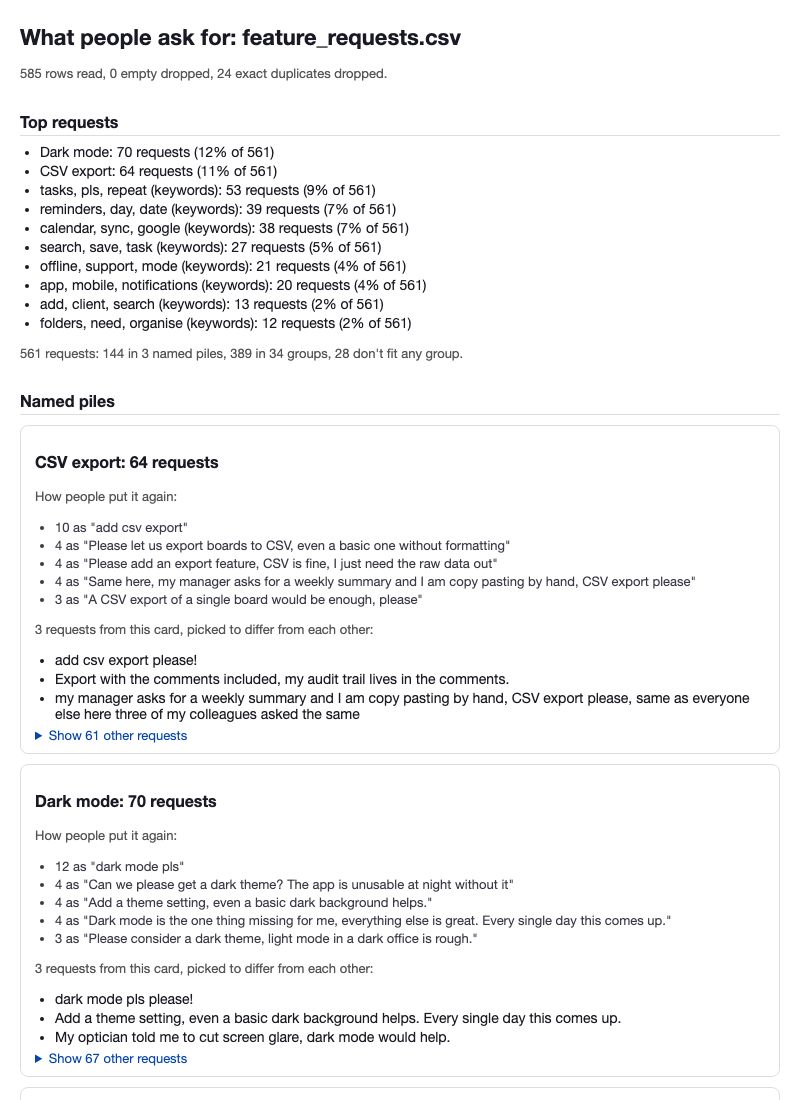 What people ask for: feature_requests.csv
585 rows read, 0 empty dropped, 24 exact duplicates dropped.
Top requests
• Dark mode: 70 requests (12% of 561)
• CSV export: 64 requests (11% of 561)
• tasks, pls, repeat (keywords): 53 requests (9% of 561)
• reminders, day, date (keywords): 39 requests (7% of 561)
• calendar, sync, google (keywords): 38 requests (7% of 561)
• search, save, task (keywords): 27 requests (5% of 561)
• offline, support, mode (keywords): 21 requests (4% of 561)
• app, mobile, notifications (keywords): 20 requests (4% of 561)
• add, client, search (keywords): 13 requests (2% of 561)
• folders, need, organise (keywords): 12 requests (2% of 561)
561 requests: 144 in 3 named piles, 389 in 34 groups, 28 don't fit any group.
Named piles
CSV export: 64 requests
How people put it again:
• 10 as "add csv export"
• 4 as "Please let us export boards to CSV, even a basic one without formatting"
• 4 as "Please add an export feature, CSV is fine, I just need the raw data out"
• 4 as "Same here, my manager asks for a weekly summary and I am copy pasting by hand, CSV export please"
• 3 as "A CSV export of a single board would be enough, please"
3 requests from this card, picked to differ from each other:
• add csv export please!
• Export with the comments included, my audit trail lives in the comments.
• my manager asks for a weekly summary and I am copy pasting by hand, CSV export please, same as everyone
else here three of my colleagues asked the same
▶ Show 61 other requests
Dark mode: 70 requests
How people put it again:
• 12 as "dark mode pls"
• 4 as "Can we please get a dark theme? The app is unusable at night without it"
• 4 as "Add a theme setting, even a basic dark background helps."
• 4 as "Dark mode is the one thing missing for me, everything else is great. Every single day this comes up."
• 3 as "Please consider a dark theme, light mode in a dark office is rough."
3 requests from this card, picked to differ from each other:
• dark mode pls please!
• Add a theme setting, even a basic dark background helps. Every single day this comes up.
• My optician told me to cut screen glare, dark mode would help.
▶ Show 67 other requests